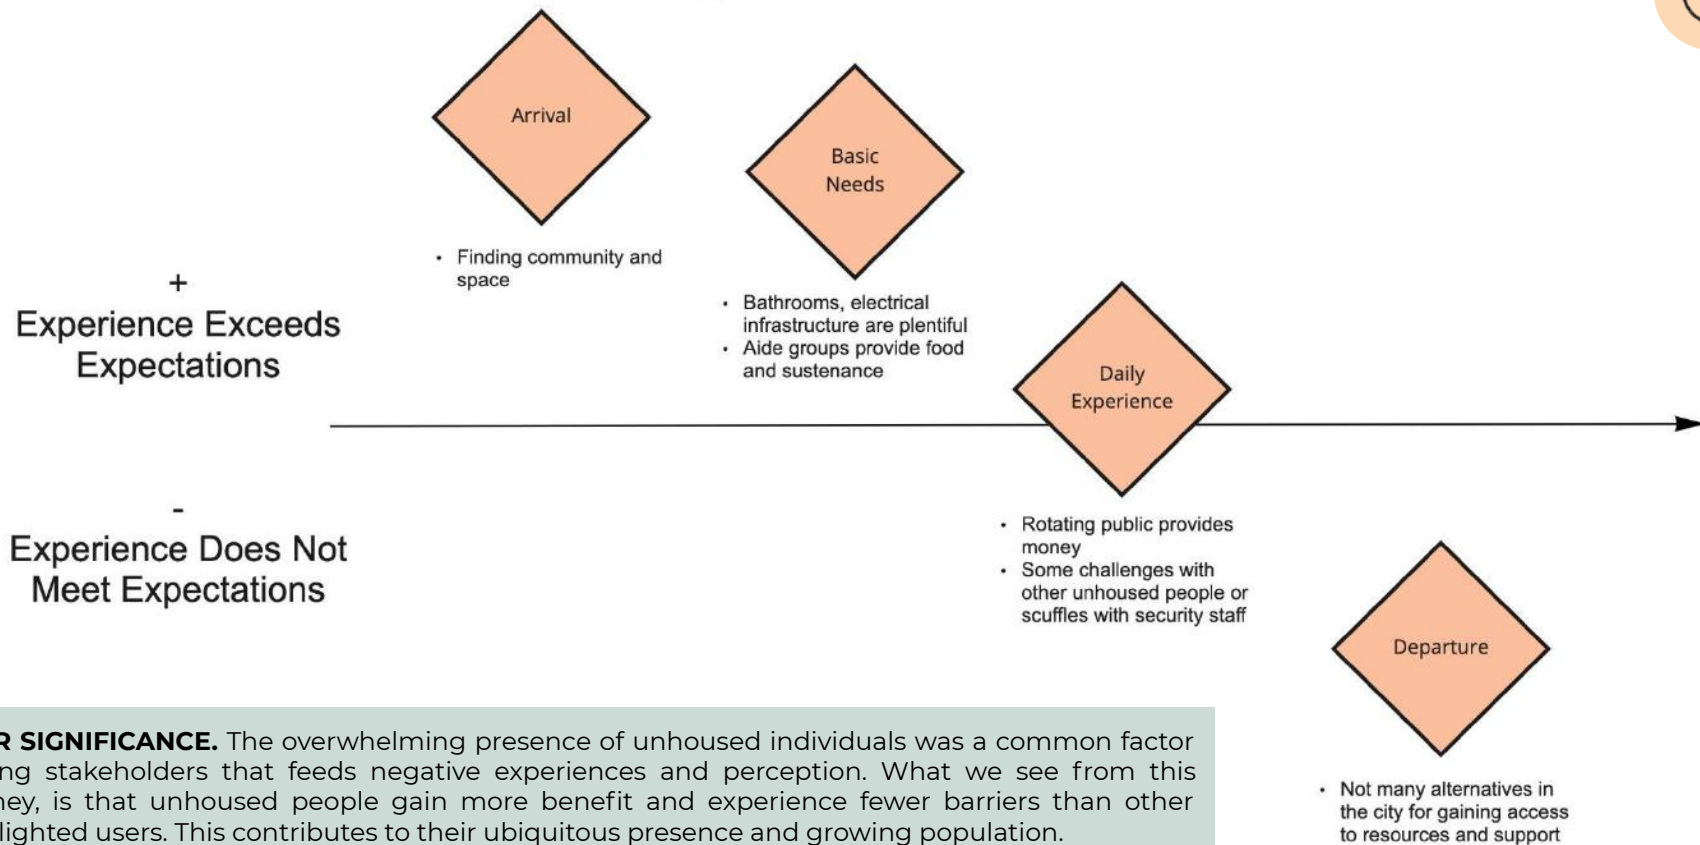 Arrival
• Finding community and
space
Basic
Needs
• Bathrooms, electrical
infrastructure are plentiful
• Aide groups provide food
and sustenance
+
Experience Exceeds
Expectations
Daily
Experience
• Rotating public provides
money
• Some challenges with
other unhoused people or
scuffles with security staff
-
Experience Does Not
Meet Expectations
Departure
• Not many alternatives in
the city for gaining access
to resources and support
SIGNIFICANCE. The overwhelming presence of unhoused individuals was a common factor
stakeholders that feeds negative experiences and perception. What we see from this
is that unhoused people gain more benefit and experience fewer barriers than other
users. This contributes to their ubiquitous presence and growing population.